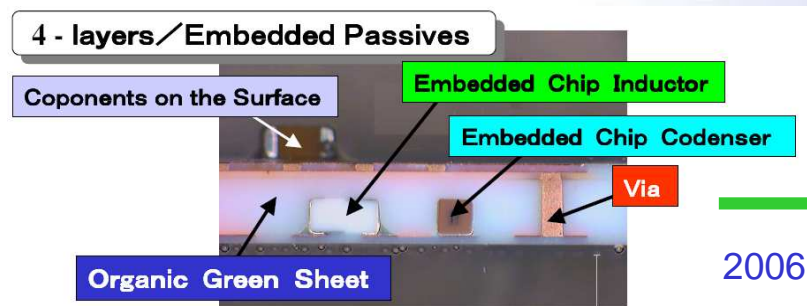 4 - layers／Embedded Passives
Coponents on the Surface
Embedded Chip Inductor
Embedded Chip Codenser
Via
Organic Green Sheet
2006